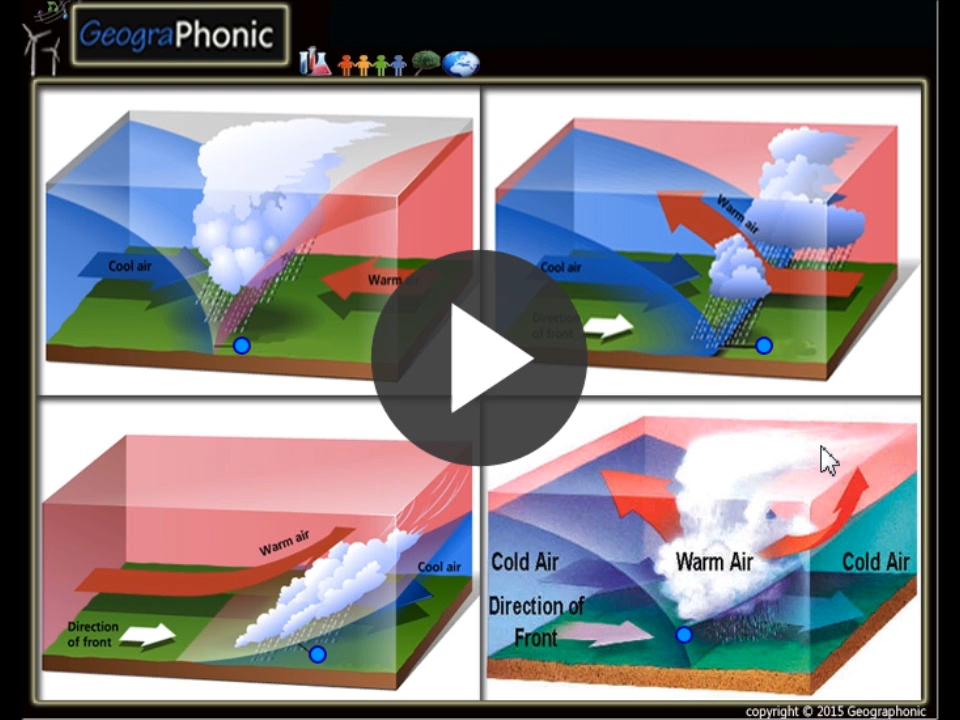 GeograPhonic
Cool air
Warm
Warm air
Cool air
Direction
of front
Warm air
Cool air
Direction
of front
Cold Air
Warm Air
Cold Air
Direction of
Front
copyright © 2015 Geographonic